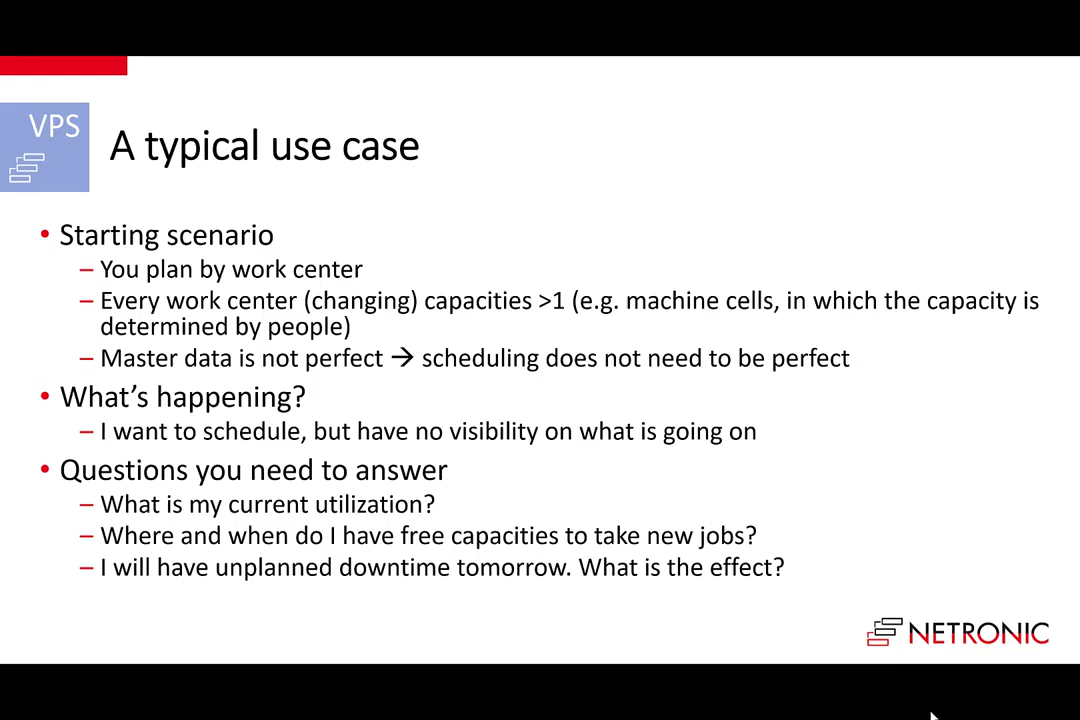 VPS
A typical use case
• Starting scenario
– You plan by work center
– Every work center (changing) capacities >1 (e.g. machine cells, in which the capacity is
determined by people)
– Master data is not perfect → scheduling does not need to be perfect
• What's happening?
– I want to schedule, but have no visibility on what is going on
• Questions you need to answer
– What is my current utilization?
– Where and when do I have free capacities to take new jobs?
– I will have unplanned downtime tomorrow. What is the effect?
NETRONIC